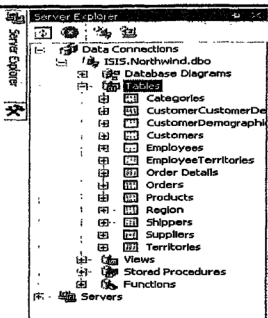 Server Explorer
Server Explorer
Data Connections
ISIS.Northwind.dbo
Database Diagrams
Tables
Categories
CustomerCustomerDe
CustomerDemographi
Customers
Employees
EmployeeTerritories
Order Details
Orders
Products
Region
Shippers
Suppliers
Territories
Views
Stored Procedures
Functions
Servers